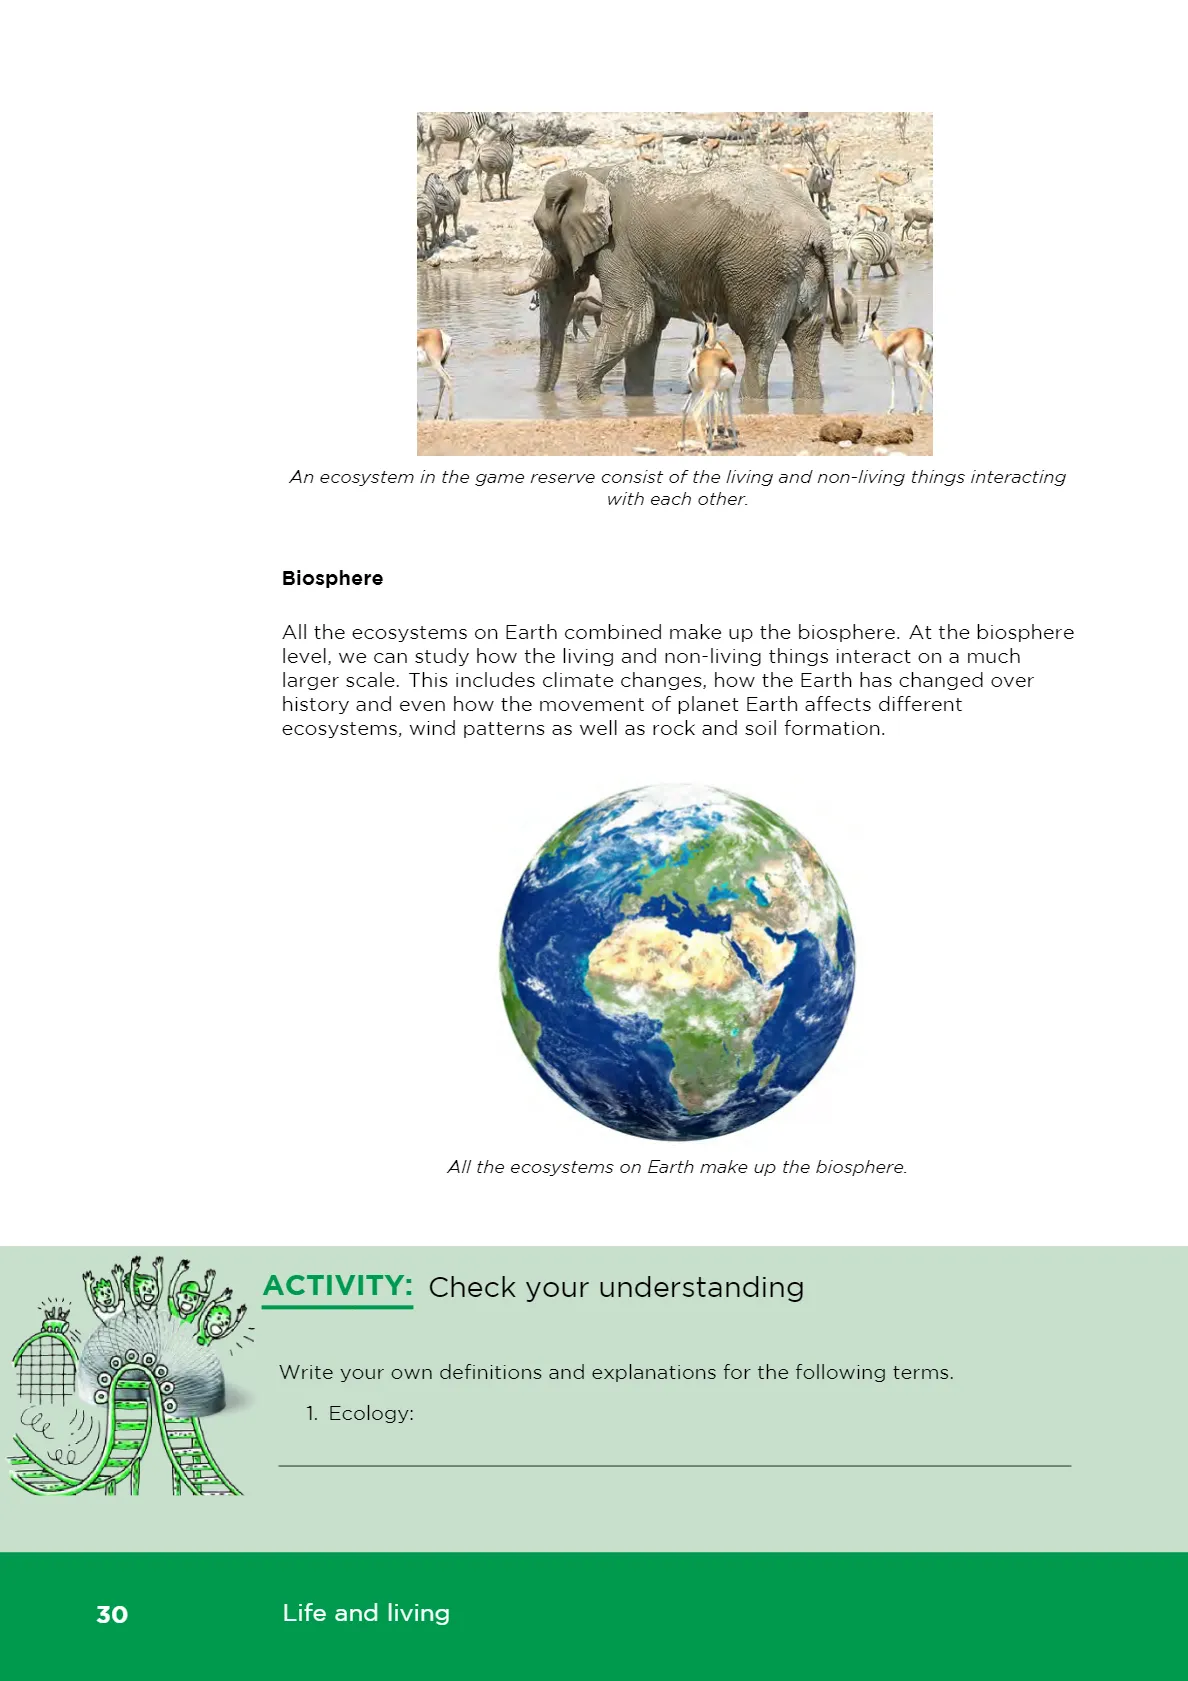 An ecosystem in the game reserve consist of the living and non-living things interacting
with each other.
Biosphere
All the ecosystems on Earth combined make up the biosphere. At the biosphere
level, we can study how the living and non-living things interact on a much
larger scale. This includes climate changes, how the Earth has changed over
history and even how the movement of planet Earth affects different
ecosystems, wind patterns as well as rock and soil formation.
All the ecosystems on Earth make up the biosphere.
ACTIVITY: Check your understanding
Write your own definitions and explanations for the following terms.
1. Ecology:
30 Life and living